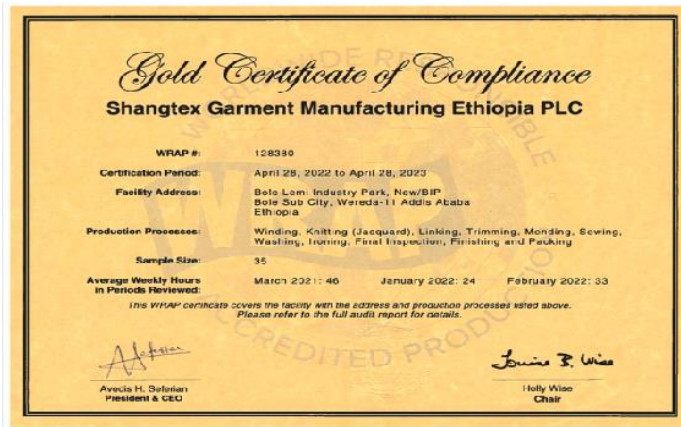 Gold Certificate of Compliance
Shangtex Garment Manufacturing Ethiopia PLC
WRAP #: 128380
Certification Period: April 28, 2022 to April 28, 2023
Facility Address: Bole Lemi Industry Park, New/BIP
Bole Sub City, Wereda-11 Addis Ababa
Ethiopia
Production Processes: Winding, Knitting (Jacquard), Linking, Trimming, Mending, Sewing,
Washing, Ironing, Final Inspection, Finishing and Packing
Sample Size: 35
Average Weekly Hours
in Periods Reviewed: March 2021: 46 January 2022: 24 February 2022: 33
This WRAP certificate covers the facility with the address and production processes listed above.
Please refer to the full audit report for details.
Avedis H. Seferian
President & CEO
Holly Wise
Chair
WORLDWIDE RESPONSIBLE
WRAP
ACCREDITED PRODUCTION